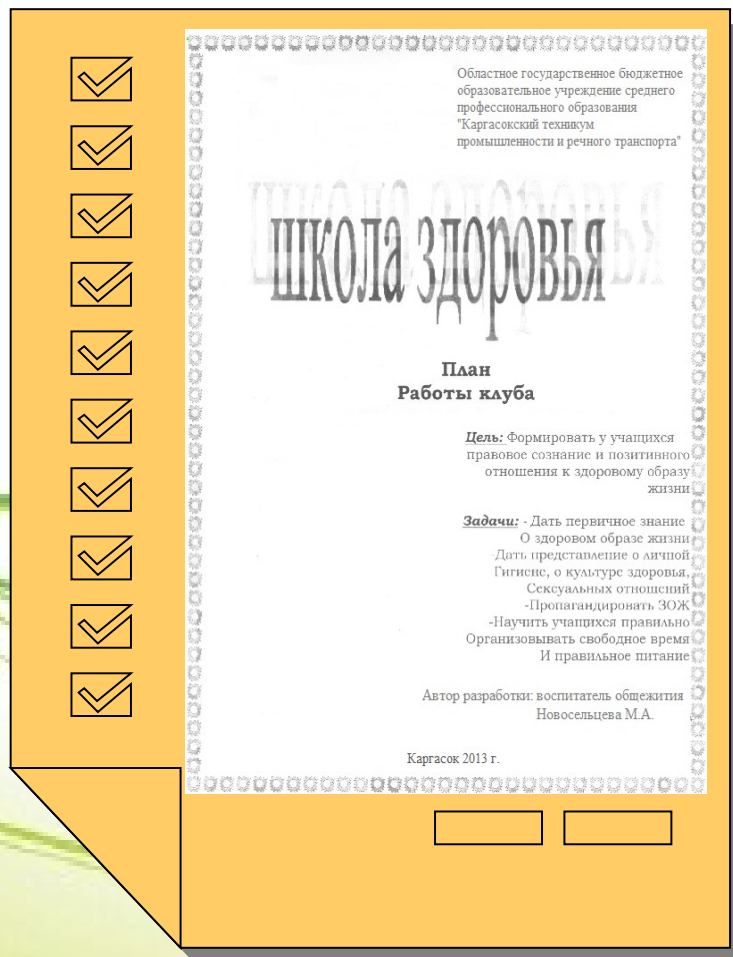 Областное государственное бюджетное
образовательное учреждение среднего
профессионального образования
"Каргасокский техникум
промышленности и речного транспорта"
школа здоровья
План
Работы клуба
Цель: Формировать у учащихся
правовое сознание и позитивного
отношения к здоровому образу
жизни
Задачи: - Дать первичное знание
О здоровом образе жизни
-Дать представление о личной
Гигиене, о культуре здоровья,
Сексуальных отношений
-Пропагандировать ЗОЖ
-Научить учащихся правильно
Организовывать свободное время
И правильное питание
Автор разработки: воспитатель общежития
Новосельцева М.А.
Каргасок 2013 г.